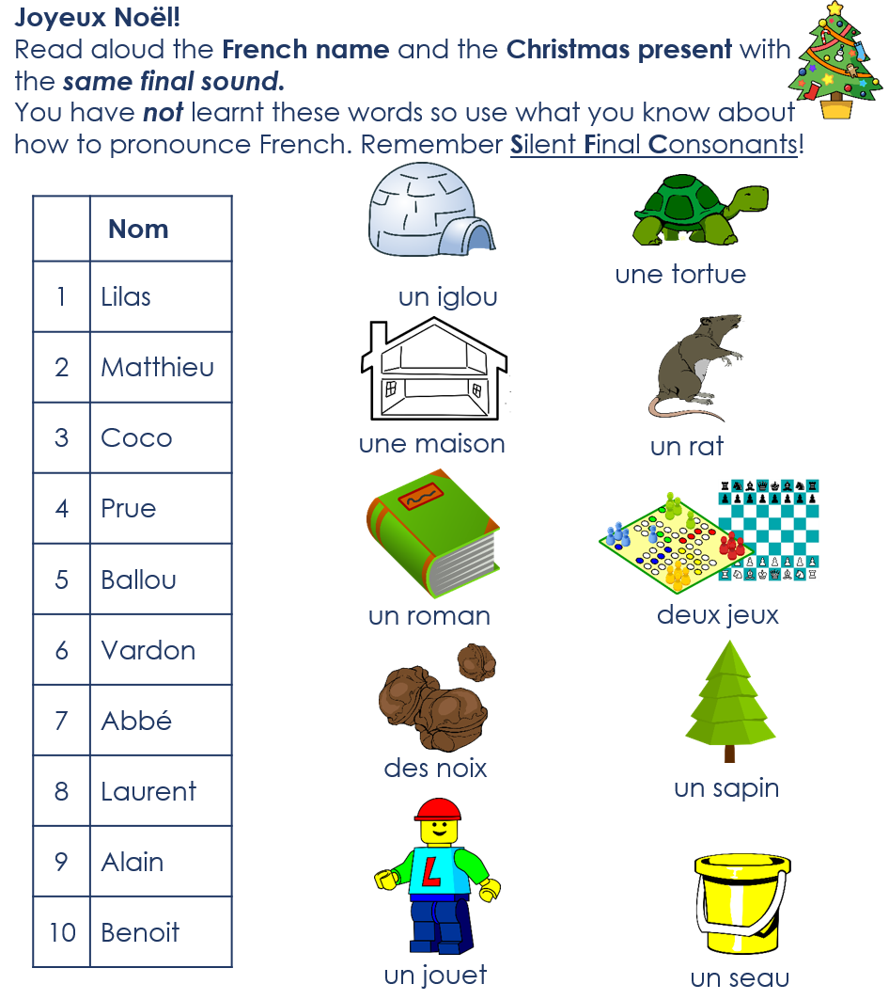 Joyeux Noël!
Read aloud the French name and the Christmas present with
the same final sound.
You have not learnt these words so use what you know about
how to pronounce French. Remember Silent Final Consonants!
Nom
1 Lilas
2 Matthieu
3 Coco
4 Prue
5 Ballou
6 Vardon
7 Abbé
8 Laurent
9 Alain
10 Benoit
un iglou
une tortue
une maison
un rat
un roman
deux jeux
des noix
un sapin
L
un jouet
un seau